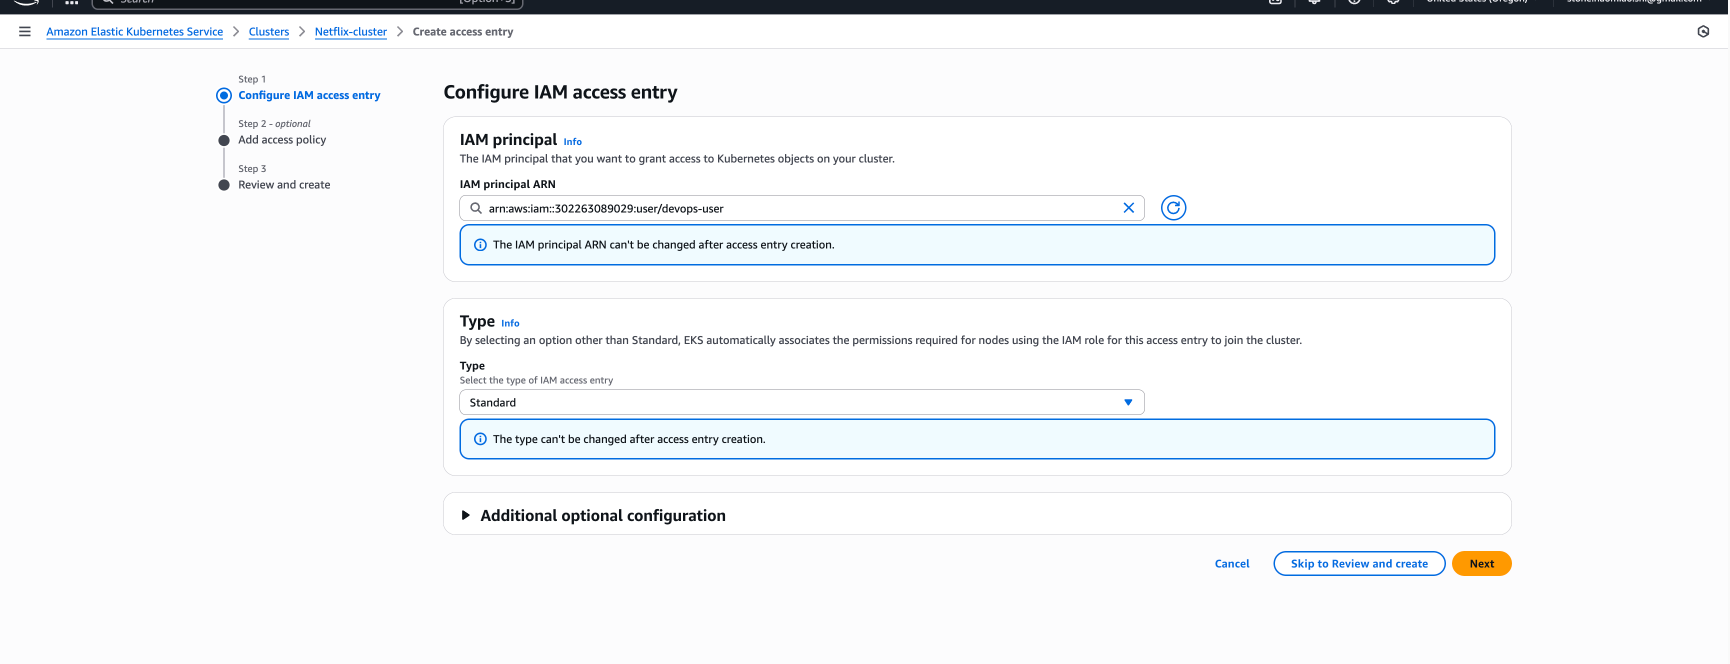 Search [Option+S]
Amazon Elastic Kubernetes Service > Clusters > Netflix-cluster > Create access entry
Step 1
Configure IAM access entry
Step 2 - optional
Add access policy
Step 3
Review and create
Configure IAM access entry
IAM principal Info
The IAM principal that you want to grant access to Kubernetes objects on your cluster.
IAM principal ARN
arn:aws:iam::302263089029:user/devops-user
The IAM principal ARN can't be changed after access entry creation.
Type Info
By selecting an option other than Standard, EKS automatically associates the permissions required for nodes using the IAM role for this access entry to join the cluster.
Type
Select the type of IAM access entry
Standard
The type can't be changed after access entry creation.
Additional optional configuration
Cancel
Skip to Review and create
Next